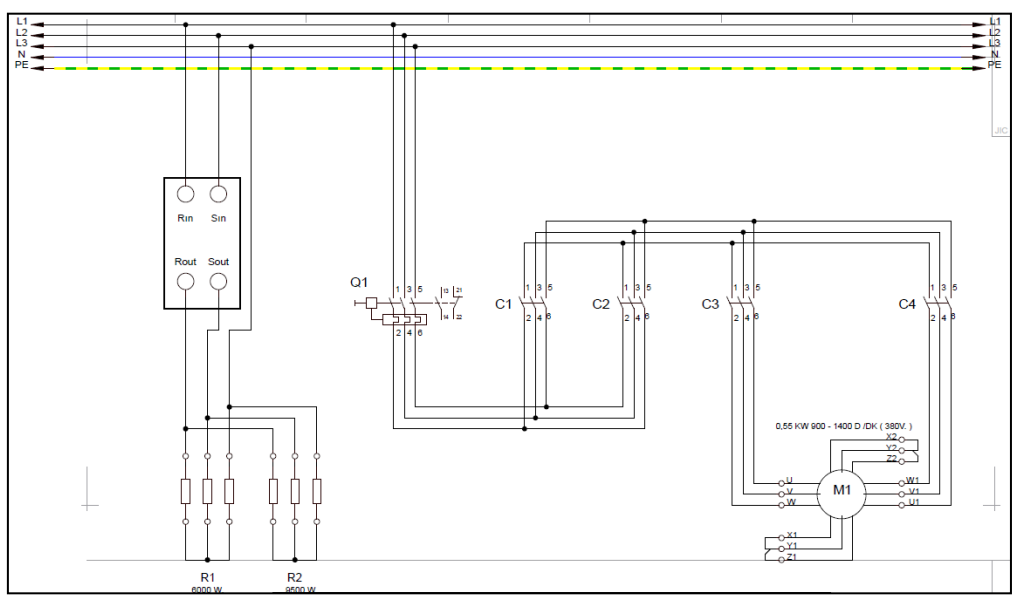 L1 L1
L2 L2
L3 L3
N N
PE PE
JIC
Rın Sın
Rout Sout
Q1
1 3 5 13 21
2 4 6 14 22
C1
1 3 5
2 4 6
C2
1 3 5
2 4 6
C3
1 3 5
2 4 6
C4
1 3 5
2 4 6
0,55 KW 900 - 1400 D /DK ( 380V. )
X2
Y2
Z2
U W1
V M1 V1
W U1
X1
Y1
Z1
R1 R2
6000 W 9500 W